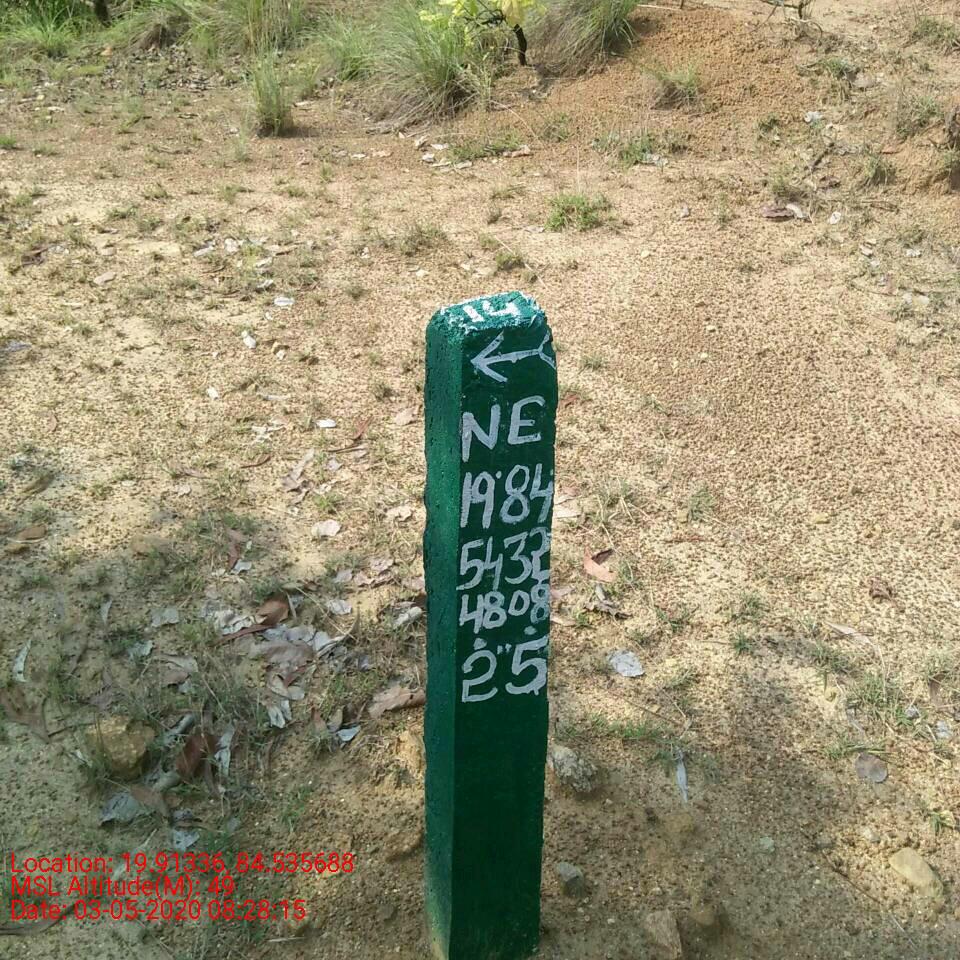 14
←
N E
19°84°
5432
4808
2"5
Location: 19.91336, 84.535688
MSL Altitude(M): 49
Date: 03-05-2020 08:28:15